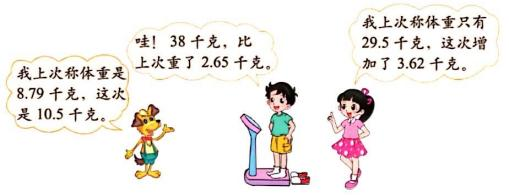 我上次称体重是
8.79 千克，这次
是 10.5 千克。
哇！38 千克，比
上次重了 2.65 千克。
我上次称体重只有
29.5 千克，这次增
加了 3.62 千克。